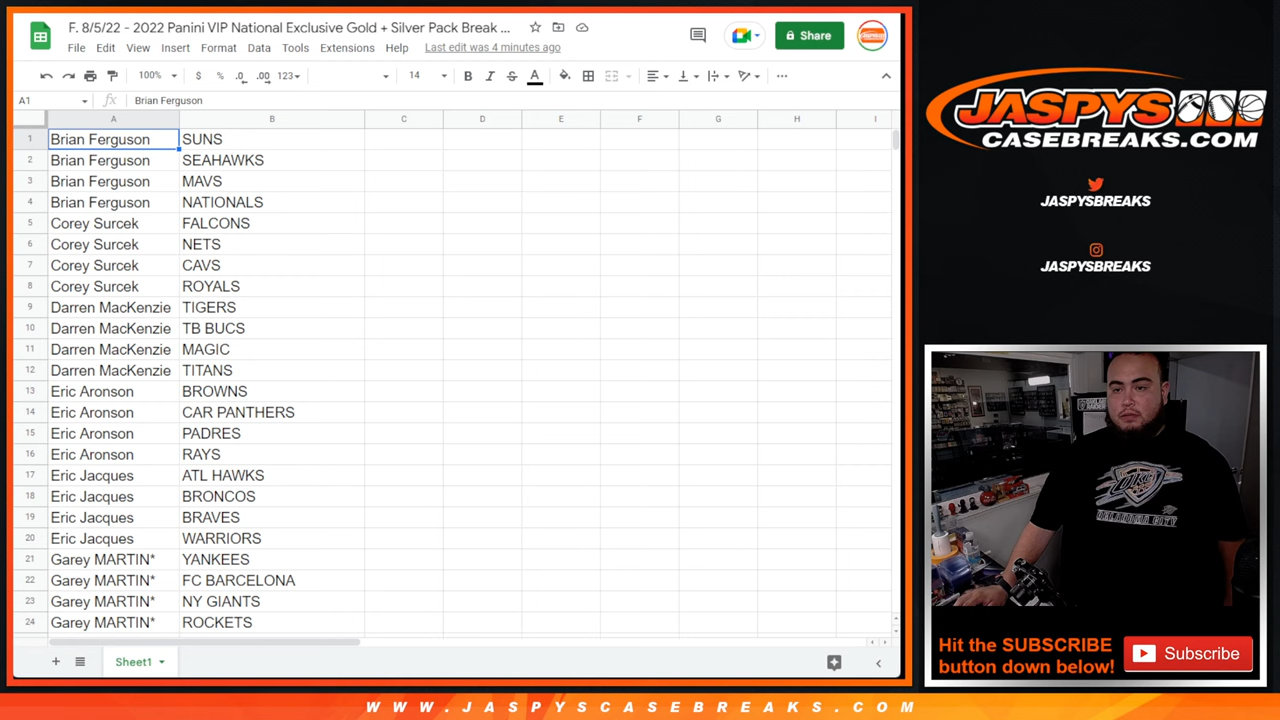 F. 8/5/22 - 2022 Panini VIP National Exclusive Gold + Silver Pack Break ...
File Edit View Insert Format Data Tools Extensions Help Last edit was 4 minutes ago
Share
100% $ % .0 .00 123 14 B I S A
A1 fx Brian Ferguson
A B C D E F G H I
1 Brian Ferguson SUNS
2 Brian Ferguson SEAHAWKS
3 Brian Ferguson MAVS
4 Brian Ferguson NATIONALS
5 Corey Surcek FALCONS
6 Corey Surcek NETS
7 Corey Surcek CAVS
8 Corey Surcek ROYALS
9 Darren MacKenzie TIGERS
10 Darren MacKenzie TB BUCS
11 Darren MacKenzie MAGIC
12 Darren MacKenzie TITANS
13 Eric Aronson BROWNS
14 Eric Aronson CAR PANTHERS
15 Eric Aronson PADRES
16 Eric Aronson RAYS
17 Eric Jacques ATL HAWKS
18 Eric Jacques BRONCOS
19 Eric Jacques BRAVES
20 Eric Jacques WARRIORS
21 Garey MARTIN* YANKEES
22 Garey MARTIN* FC BARCELONA
23 Garey MARTIN* NY GIANTS
24 Garey MARTIN* ROCKETS
Sheet1
JASPYS
CASEBREAKS.COM
JASPYSBREAKS
JASPYSBREAKS
OKC
OKLAHOMA CITY
Hit the SUBSCRIBE
button down below!
Subscribe
WWW.JASPYSCASEBREAKS.COM